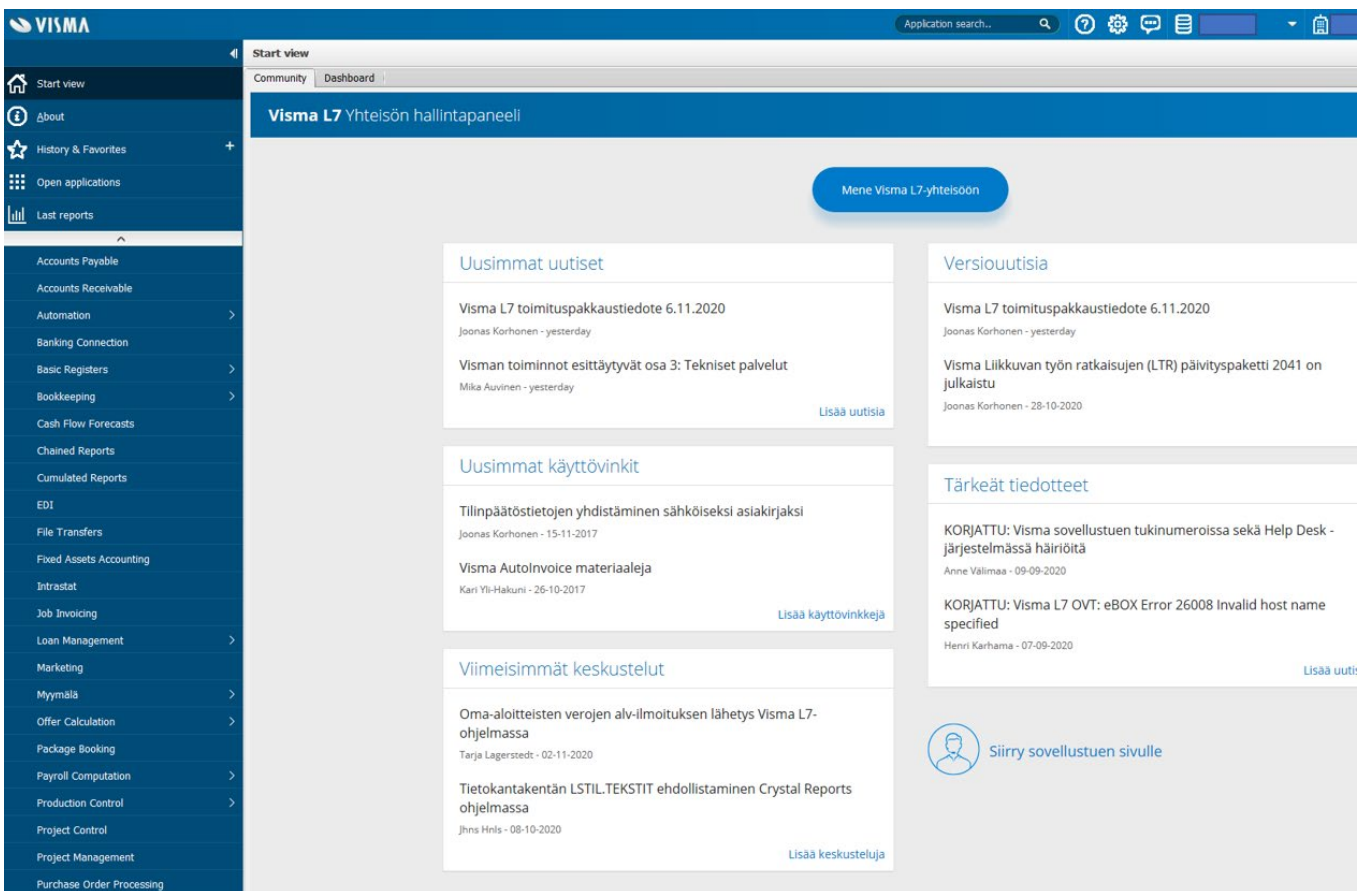 VISMA
Application search..
Start view
Community Dashboard
Start view
About
History & Favorites +
Open applications
Last reports
Accounts Payable
Accounts Receivable
Automation
Banking Connection
Basic Registers
Bookkeeping
Cash Flow Forecasts
Chained Reports
Cumulated Reports
EDI
File Transfers
Fixed Assets Accounting
Intrastat
Job Invoicing
Loan Management
Marketing
Myymälä
Offer Calculation
Package Booking
Payroll Computation
Production Control
Project Control
Project Management
Purchase Order Processing
Visma L7 Yhteisön hallintapaneeli
Mene Visma L7-yhteisöön
Uusimmat uutiset
Visma L7 toimituspakkaustiedote 6.11.2020
Joonas Korhonen - yesterday
Visman toiminnot esittäytyvät osa 3: Tekniset palvelut
Mika Auvinen - yesterday
Lisää uutisia
Uusimmat käyttövinkit
Tilinpäätöstietojen yhdistäminen sähköiseksi asiakirjaksi
Joonas Korhonen - 15-11-2017
Visma AutoInvoice materiaaleja
Kari Yli-Hakuni - 26-10-2017
Lisää käyttövinkkejä
Viimeisimmät keskustelut
Oma-aloitteisten verojen alv-ilmoituksen lähetys Visma L7-
ohjelmassa
Tarja Lagerstedt - 02-11-2020
Tietokantakentän LSTIL.TEKSTIT ehdollistaminen Crystal Reports
ohjelmassa
Jhns Hnls - 08-10-2020
Lisää keskusteluja
Versiouutisia
Visma L7 toimituspakkaustiedote 6.11.2020
Joonas Korhonen - yesterday
Visma Liikkuvan työn ratkaisujen (LTR) päivityspaketti 2041 on
julkaistu
Joonas Korhonen - 28-10-2020
Tärkeät tiedotteet
KORJATTU: Visma sovellustuen tukinumeroissa sekä Help Desk -
järjestelmässä häiriöitä
Anne Välimaa - 09-09-2020
KORJATTU: Visma L7 OVT: eBOX Error 26008 Invalid host name
specified
Henri Karhama - 07-09-2020
Lisää uutis
Siirry sovellustuen sivulle